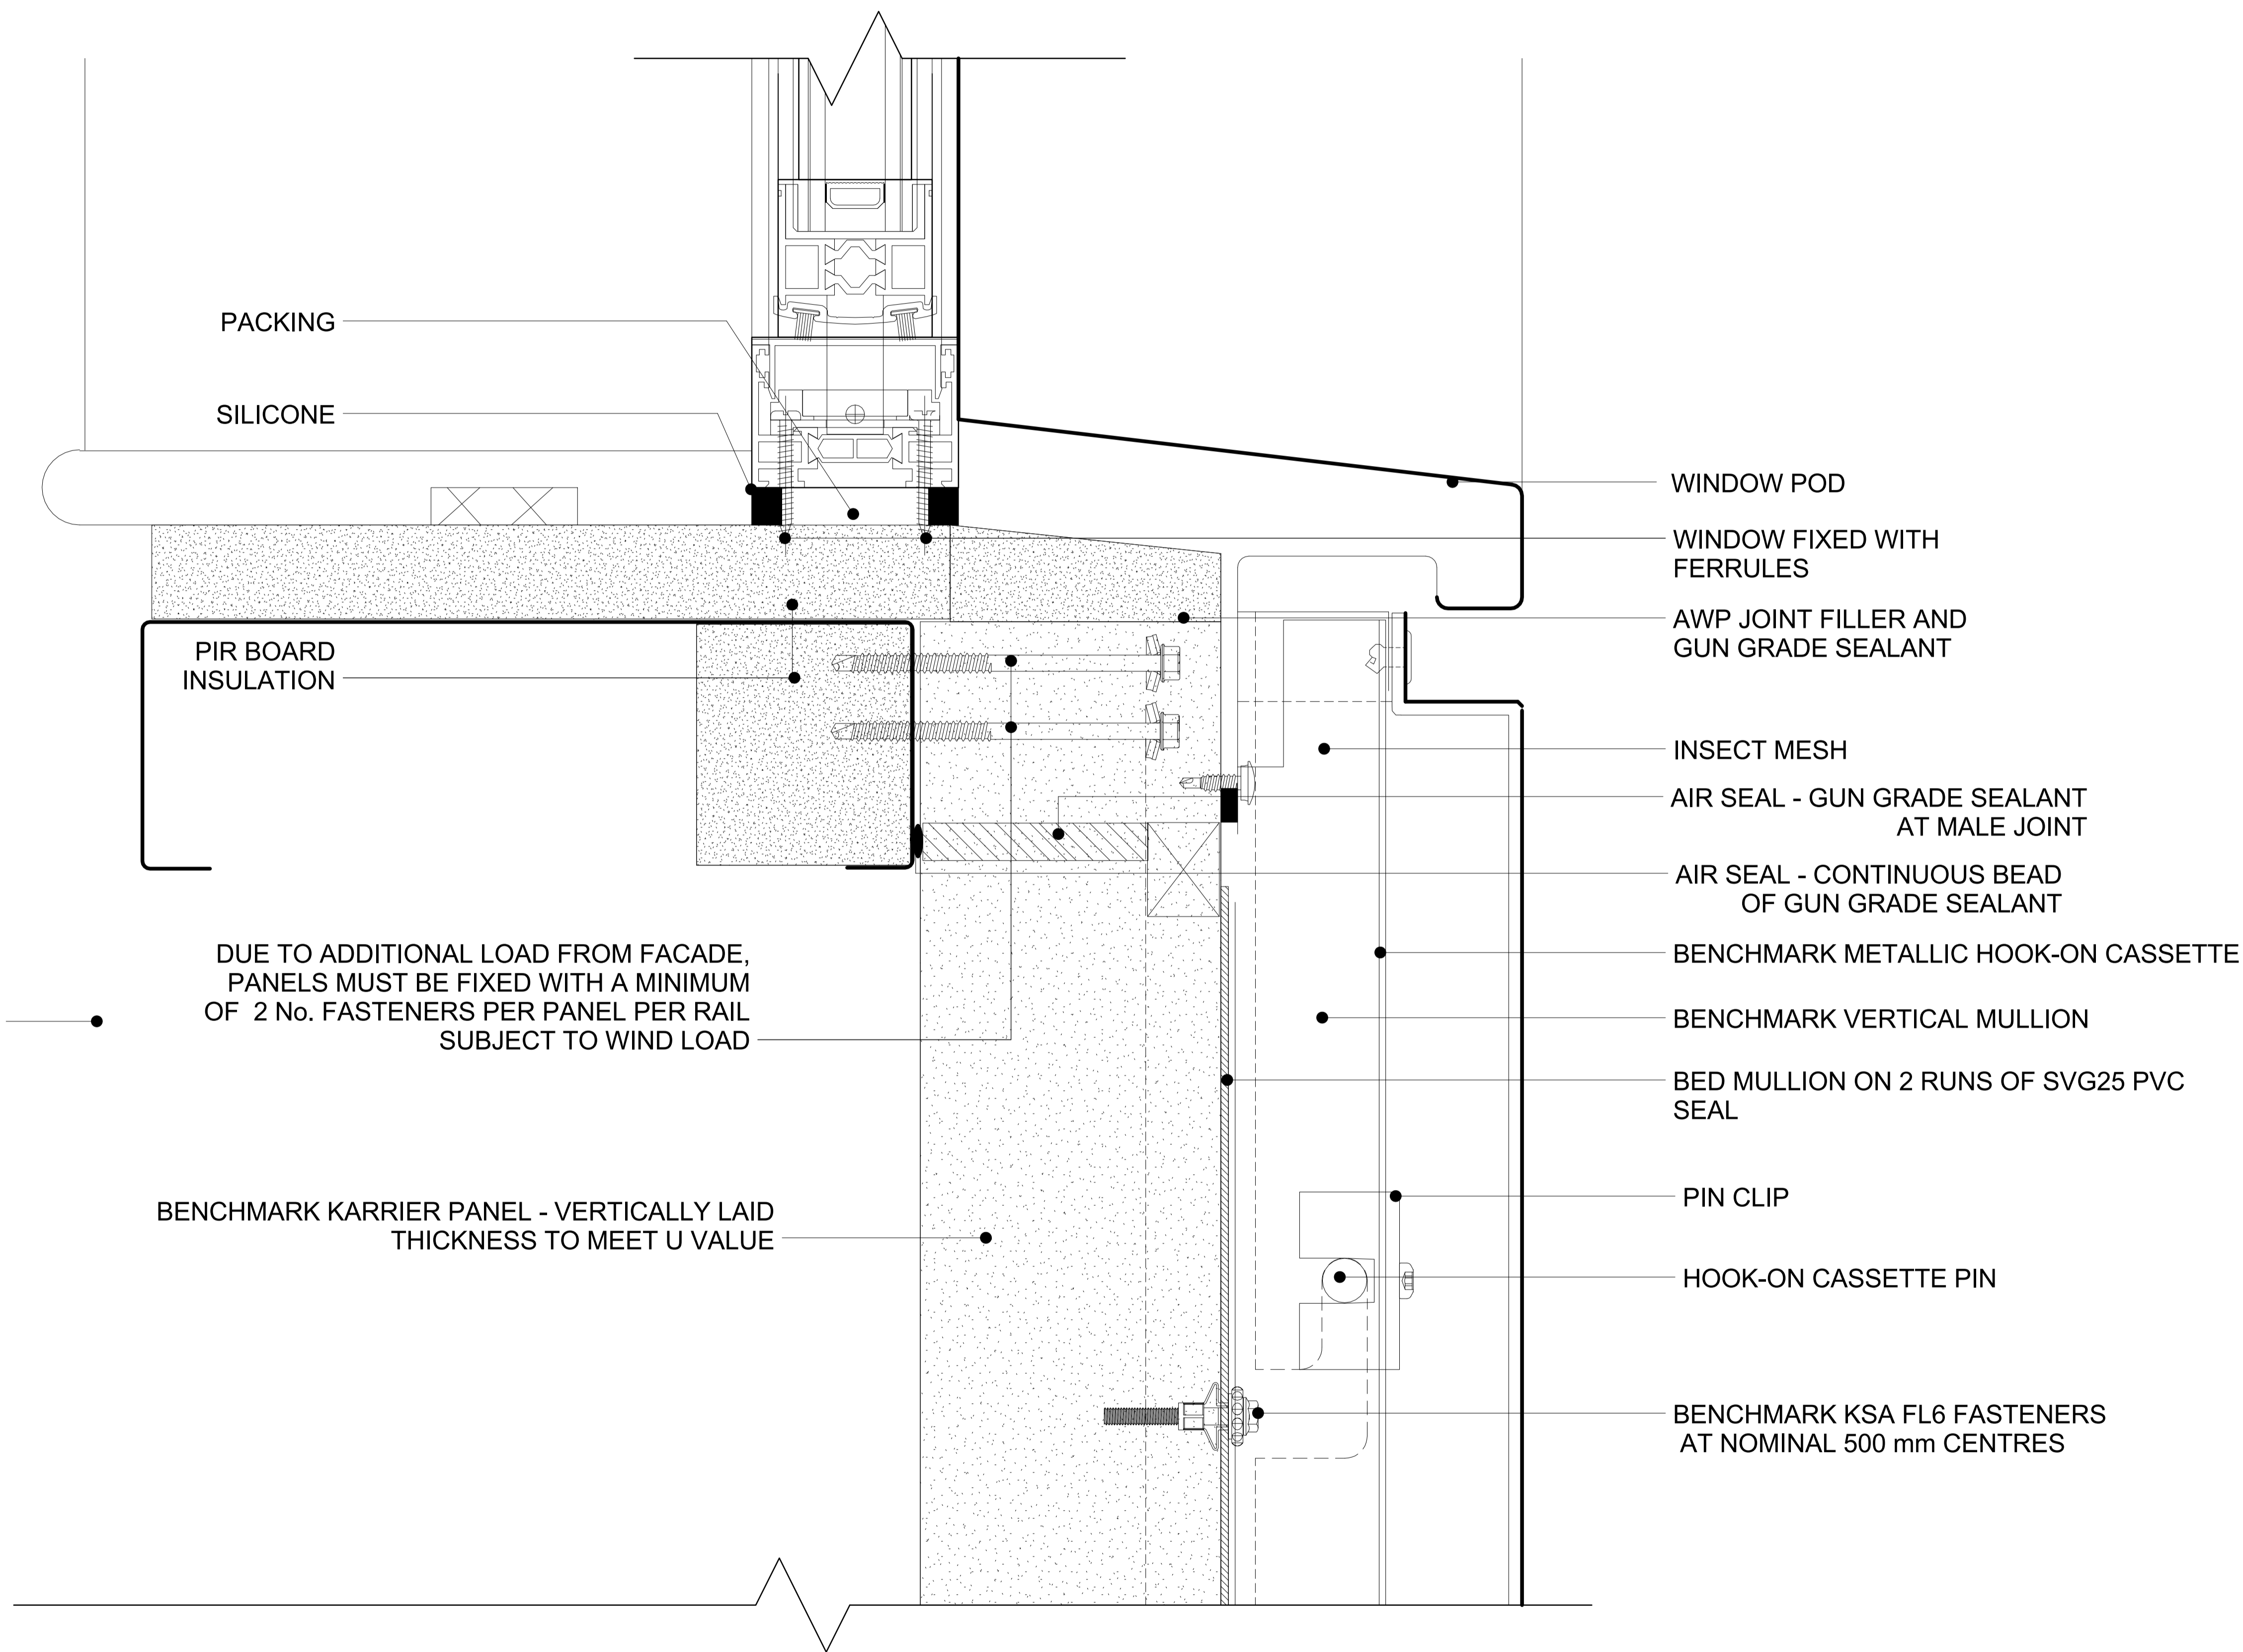 PACKING
SILICONE
PIR BOARD
INSULATION
DUE TO ADDITIONAL LOAD FROM FACADE,
PANELS MUST BE FIXED WITH A MINIMUM
OF 2 No. FASTENERS PER PANEL PER RAIL
SUBJECT TO WIND LOAD
BENCHMARK KARRIER PANEL - VERTICALLY LAID
THICKNESS TO MEET U VALUE
WINDOW POD
WINDOW FIXED WITH
FERRULES
AWP JOINT FILLER AND
GUN GRADE SEALANT
INSECT MESH
AIR SEAL - GUN GRADE SEALANT
AT MALE JOINT
AIR SEAL - CONTINUOUS BEAD
OF GUN GRADE SEALANT
BENCHMARK METALLIC HOOK-ON CASSETTE
BENCHMARK VERTICAL MULLION
BED MULLION ON 2 RUNS OF SVG25 PVC
SEAL
PIN CLIP
HOOK-ON CASSETTE PIN
BENCHMARK KSA FL6 FASTENERS
AT NOMINAL 500 mm CENTRES